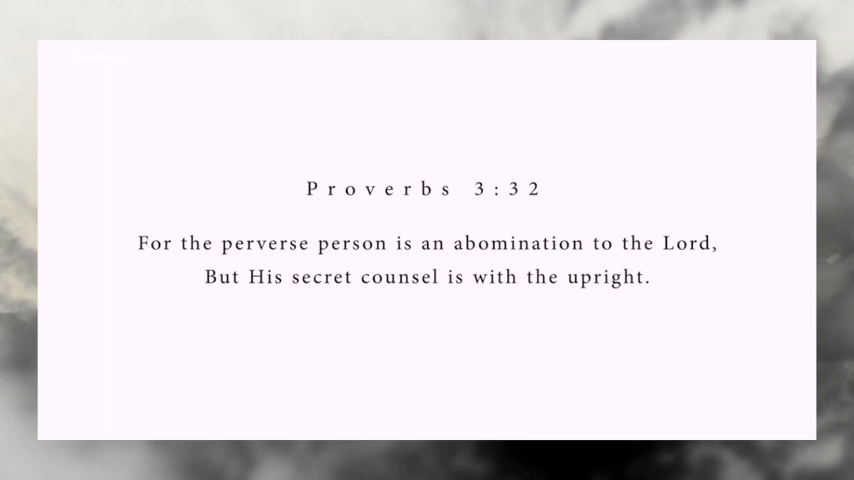 Proverbs 3:32
For the perverse person is an abomination to the Lord,
But His secret counsel is with the upright.